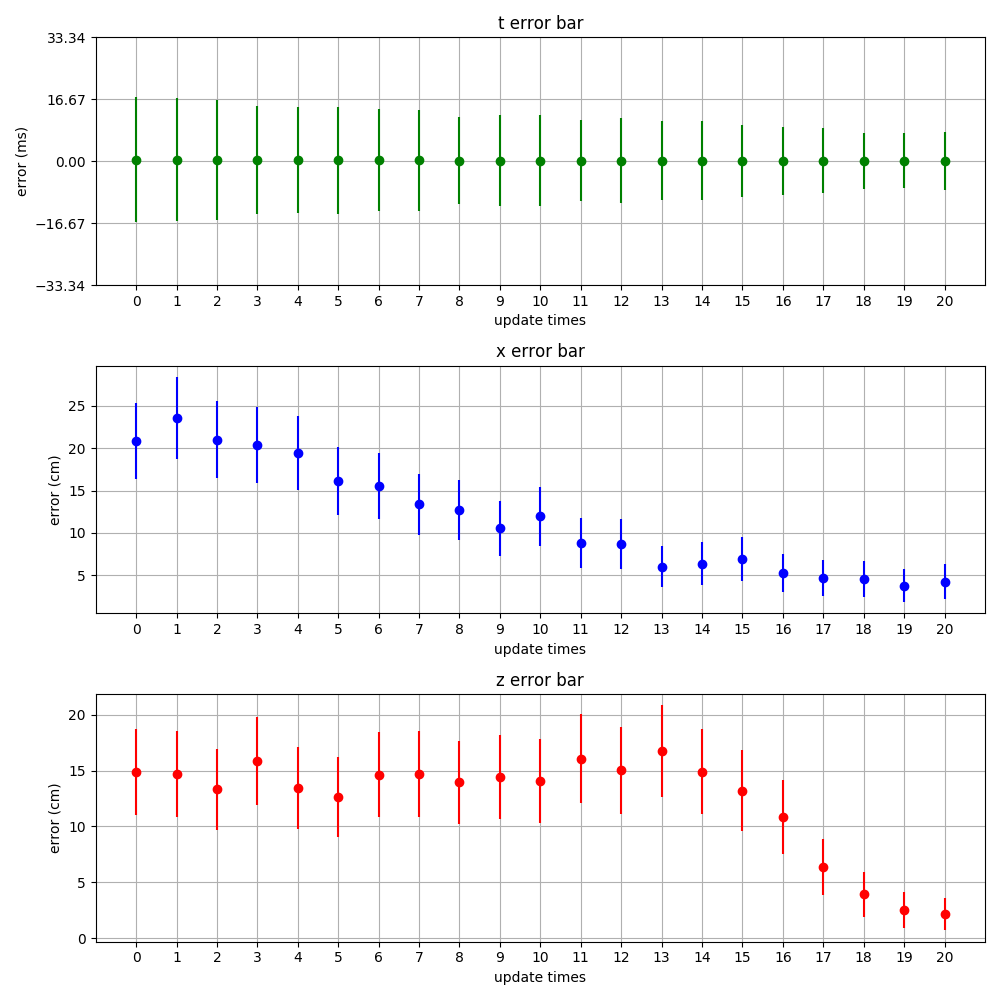 t error bar
33.34
16.67
0.00
−16.67
−33.34
error (ms)
0 1 2 3 4 5 6 7 8 9 10 11 12 13 14 15 16 17 18 19 20
update times
x error bar
25
20
15
10
5
error (cm)
0 1 2 3 4 5 6 7 8 9 10 11 12 13 14 15 16 17 18 19 20
update times
z error bar
20
15
10
5
0
error (cm)
0 1 2 3 4 5 6 7 8 9 10 11 12 13 14 15 16 17 18 19 20
update times